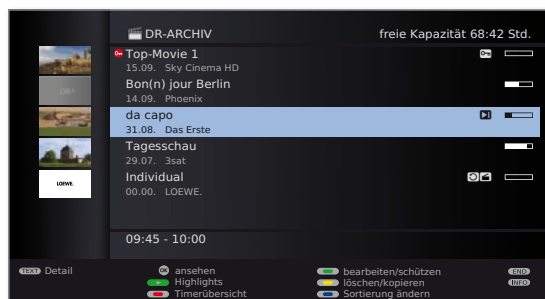 DR-ARCHIV freie Kapazität 68:42 Std.
Top-Movie 1
15.09. Sky Cinema HD
DR+
Bon(n) jour Berlin
14.09. Phoenix
da capo
31.08. Das Erste
Tagesschau
29.07. 3sat
LOEWE.
Individual
00.00. LOEWE.
09:45 - 10:00
TEXT Detail OK ansehen bearbeiten/schützen END
Highlights löschen/kopieren INFO
Timerübersicht Sortierung ändern